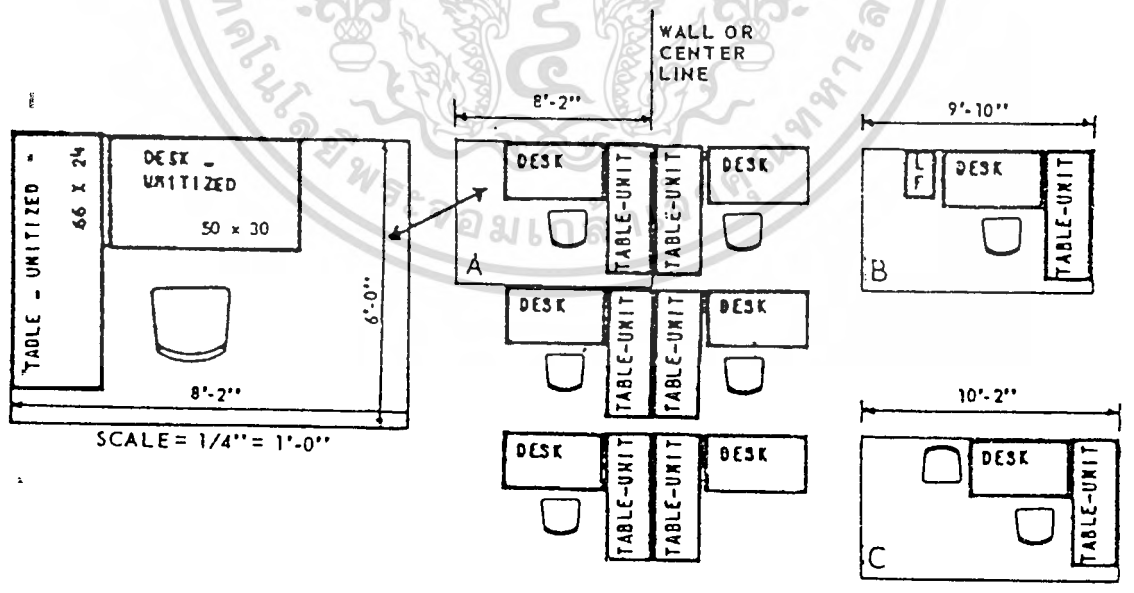 WALL OR
CENTER
LINE
8'-2"
9'-10"
TABLE - UNITIZED -
66 X 24
DESK -
UNITIZED
50 x 30
6'-0"
8'-2"
SCALE = 1/4" = 1'-0"
DESK
TABLE-UNIT
TABLE-UNIT
DESK
A
DESK
TABLE-UNIT
TABLE-UNIT
DESK
DESK
TABLE-UNIT
TABLE-UNIT
DESK
LF
DESK
TABLE-UNIT
B
10'-2"
DESK
TABLE-UNIT
C